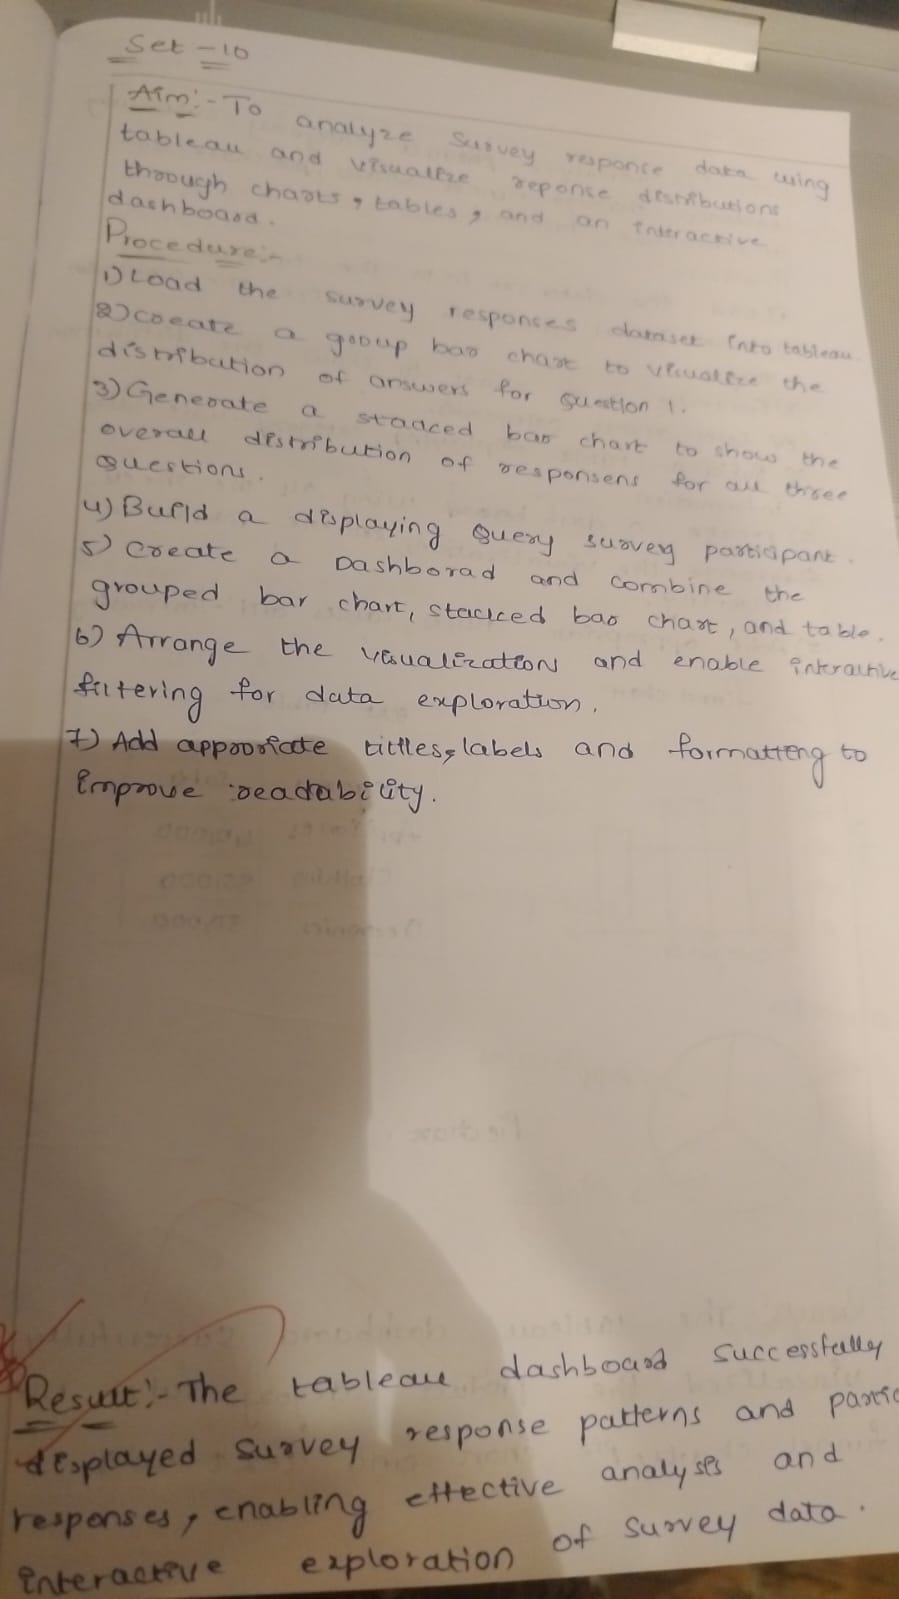 Set - 10
Aim:- To analyze survey responce data using
tableau and visualize reponse distributions
through charts, tables, and an interactive
dashboard.
Procedure:-
1) Load the survey responses dataset into tableau.
2) create a group bar chart to visualize the
distribution of answers for question 1.
3) Generate a stacced bar chart to show the
overall distribution of responsens for all three
questions.
4) Build a displaying query survey participant.
5) Create a Dashborad and combine the
grouped bar chart, stacked bar chart, and table.
6) Arrange the visualizations and enable interactive
filtering for data exploration.
7) Add appropriate tittles, labels and formatting to
improve readability.
Result:- The tableau dashboard successfully
displayed survey response patterns and partic
responses, enabling effective analyses and
interactive exploration of survey data.